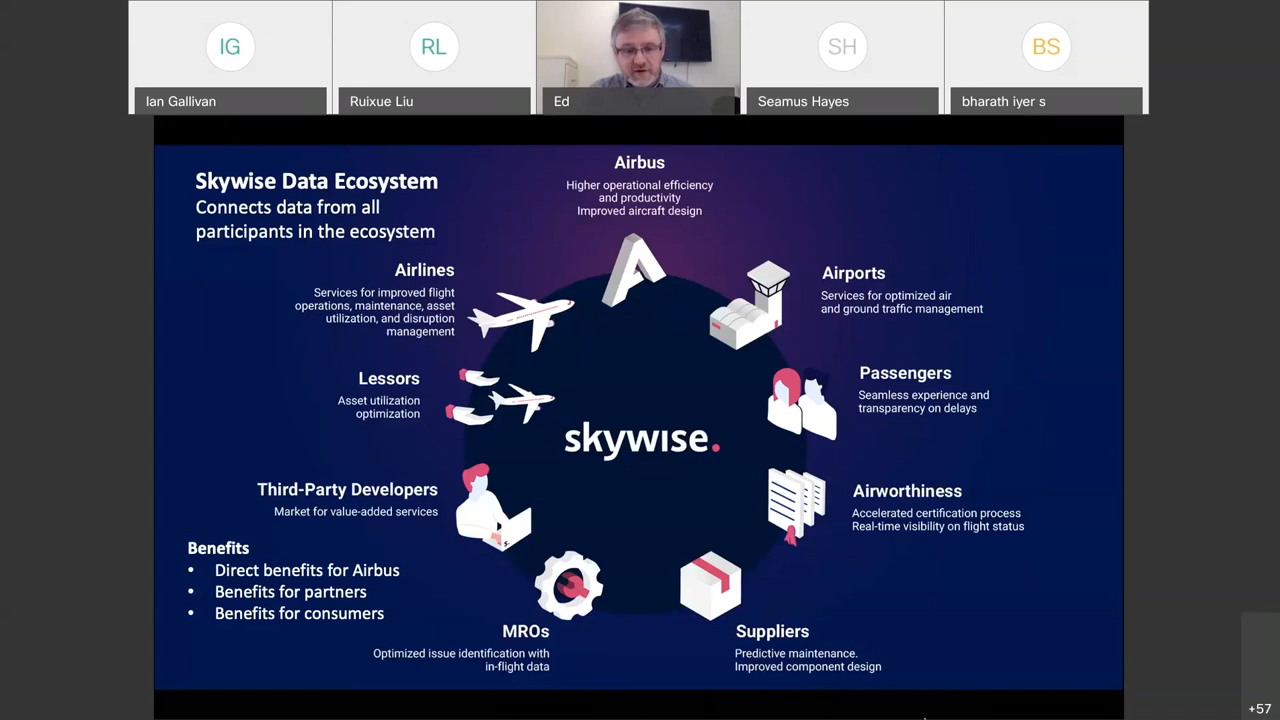 IG
RL
SH
BS
Ian Gallivan
Ruixue Liu
Ed
Seamus Hayes
bharath iyer s
Skywise Data Ecosystem
Connects data from all
participants in the ecosystem
Airbus
Higher operational efficiency
and productivity
Improved aircraft design
Airlines
Services for improved flight
operations, maintenance, asset
utilization, and disruption
management
Airports
Services for optimized air
and ground traffic management
Lessors
Asset utilization
optimization
Passengers
Seamless experience and
transparency on delays
skywise.
Third-Party Developers
Market for value-added services
Airworthiness
Accelerated certification process
Real-time visibility on flight status
Benefits
• Direct benefits for Airbus
• Benefits for partners
• Benefits for consumers
MROs
Optimized issue identification with
in-flight data
Suppliers
Predictive maintenance.
Improved component design
+57